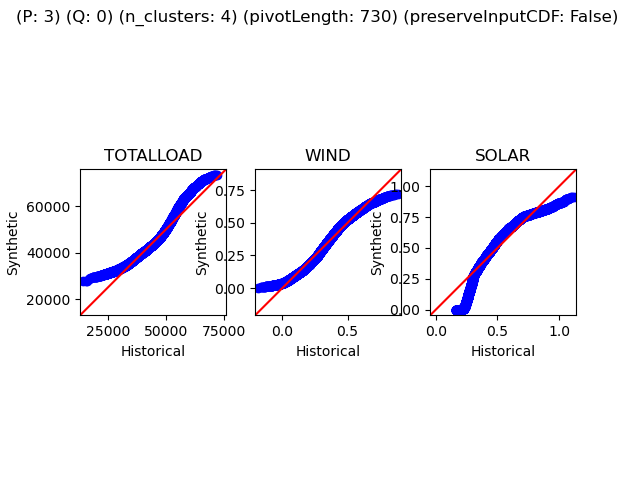 (P: 3) (Q: 0) (n_clusters: 4) (pivotLength: 730) (preserveInputCDF: False)
TOTALLOAD
Synthetic
60000
40000
20000
25000
50000
75000
Historical
WIND
Synthetic
0.75
0.50
0.25
0.00
0.0
0.5
Historical
SOLAR
Synthetic
1.00
0.75
0.50
0.25
0.00
0.0
0.5
1.0
Historical